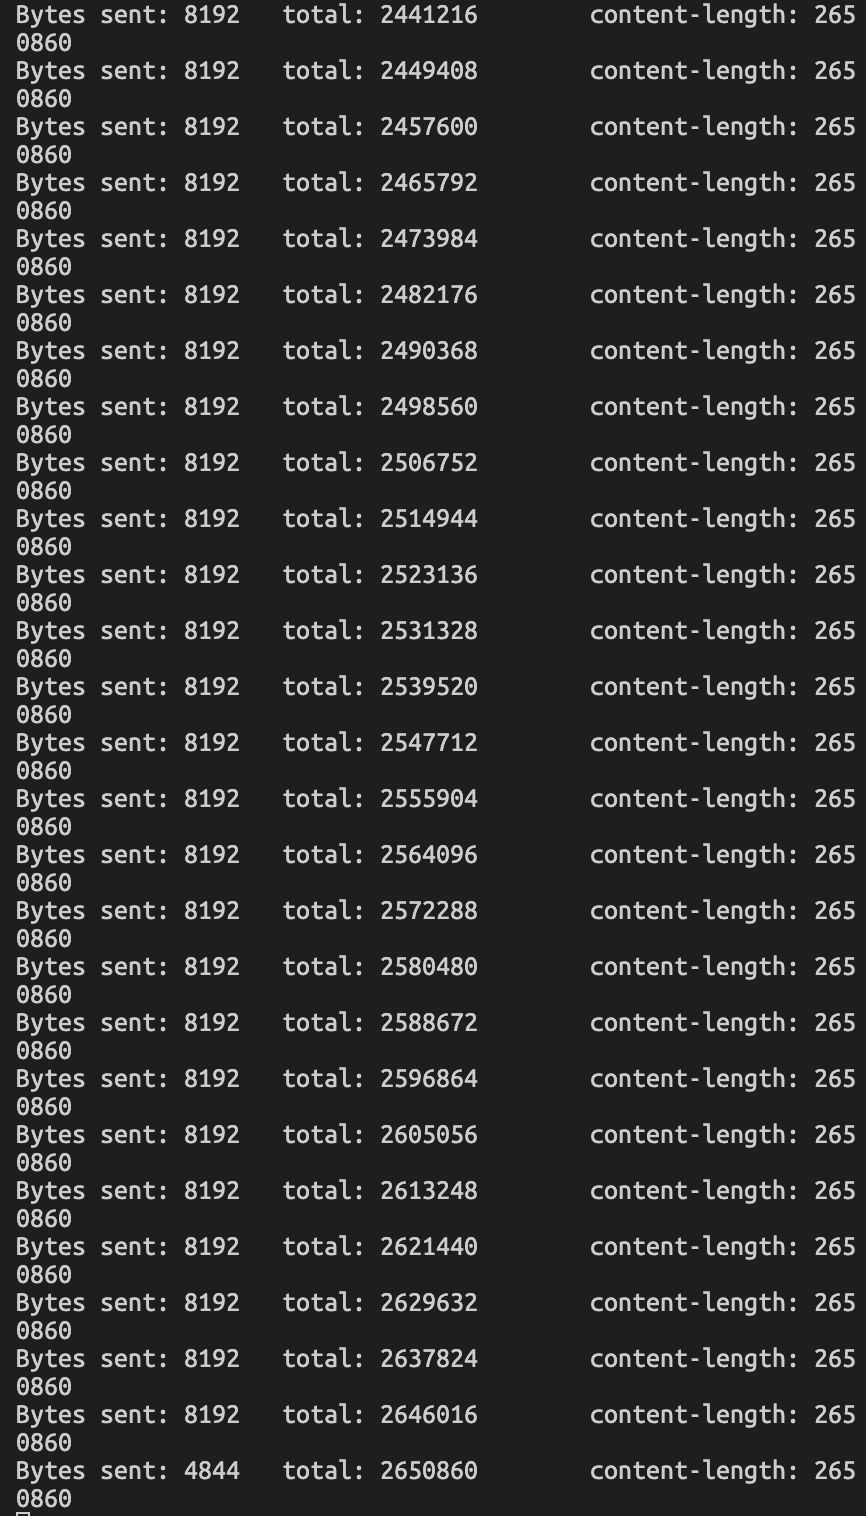 Bytes sent: 8192   total: 2441216        content-length: 265
0860
Bytes sent: 8192   total: 2449408        content-length: 265
0860
Bytes sent: 8192   total: 2457600        content-length: 265
0860
Bytes sent: 8192   total: 2465792        content-length: 265
0860
Bytes sent: 8192   total: 2473984        content-length: 265
0860
Bytes sent: 8192   total: 2482176        content-length: 265
0860
Bytes sent: 8192   total: 2490368        content-length: 265
0860
Bytes sent: 8192   total: 2498560        content-length: 265
0860
Bytes sent: 8192   total: 2506752        content-length: 265
0860
Bytes sent: 8192   total: 2514944        content-length: 265
0860
Bytes sent: 8192   total: 2523136        content-length: 265
0860
Bytes sent: 8192   total: 2531328        content-length: 265
0860
Bytes sent: 8192   total: 2539520        content-length: 265
0860
Bytes sent: 8192   total: 2547712        content-length: 265
0860
Bytes sent: 8192   total: 2555904        content-length: 265
0860
Bytes sent: 8192   total: 2564096        content-length: 265
0860
Bytes sent: 8192   total: 2572288        content-length: 265
0860
Bytes sent: 8192   total: 2580480        content-length: 265
0860
Bytes sent: 8192   total: 2588672        content-length: 265
0860
Bytes sent: 8192   total: 2596864        content-length: 265
0860
Bytes sent: 8192   total: 2605056        content-length: 265
0860
Bytes sent: 8192   total: 2613248        content-length: 265
0860
Bytes sent: 8192   total: 2621440        content-length: 265
0860
Bytes sent: 8192   total: 2629632        content-length: 265
0860
Bytes sent: 8192   total: 2637824        content-length: 265
0860
Bytes sent: 8192   total: 2646016        content-length: 265
0860
Bytes sent: 4844   total: 2650860        content-length: 265
0860